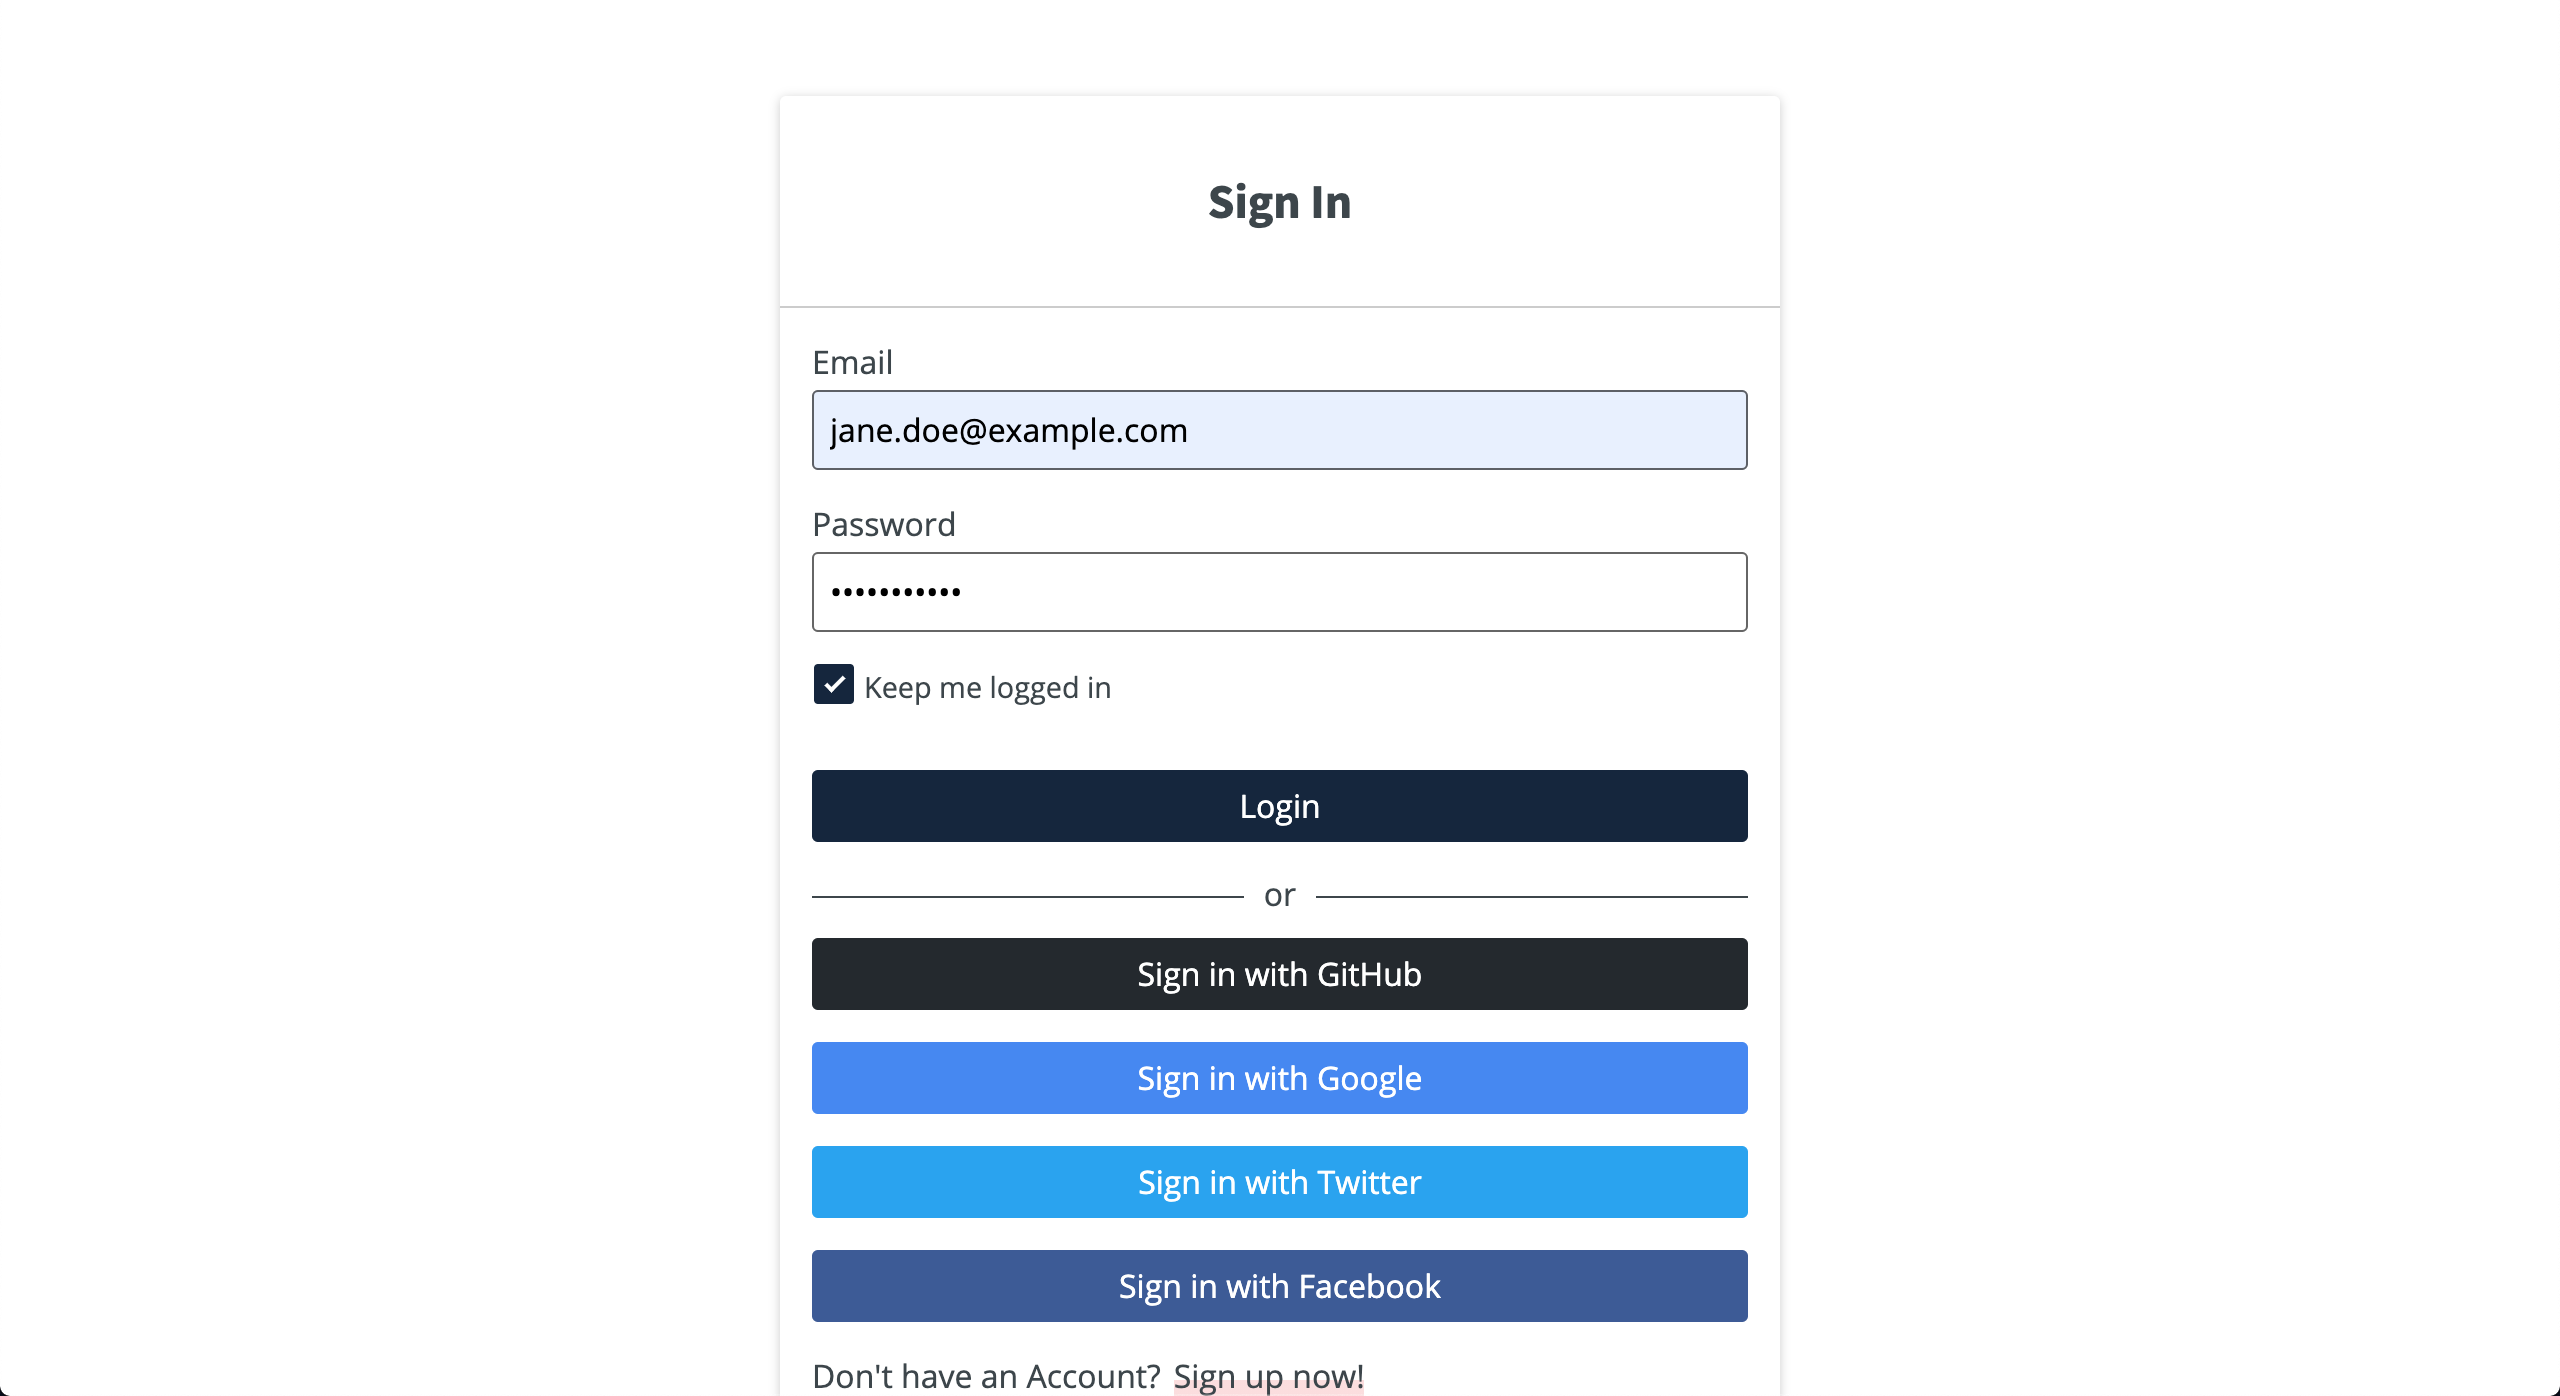 Sign In
Email
jane.doe@example.com
Password
•••••••••••
Keep me logged in
Login
or
Sign in with GitHub
Sign in with Google
Sign in with Twitter
Sign in with Facebook
Don't have an Account? Sign up now!